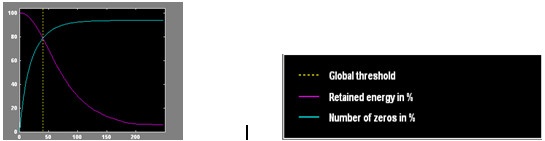 100
80
60
40
20
0
0 50 100 150 200
Global threshold
Retained energy in %
Number of zeros in %